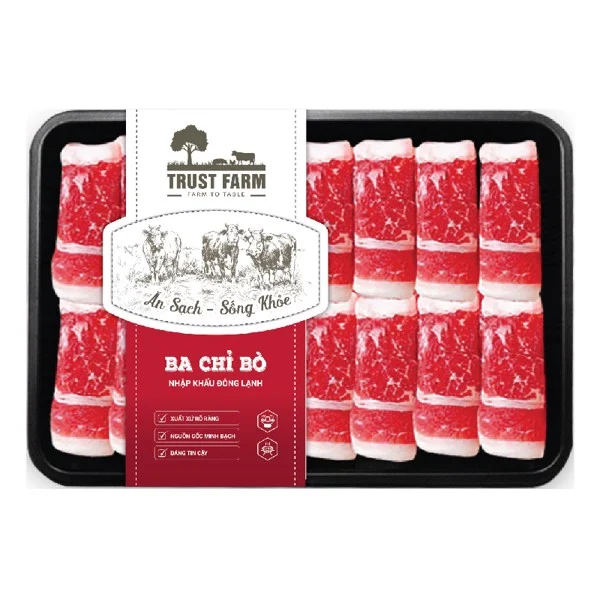 TRUST FARM
FARM TO TABLE
Ăn Sạch - Sống Khỏe
BA CHỈ BÒ
NHẬP KHẨU ĐÔNG LẠNH
XUẤT XỨ RÕ RÀNG
NGUỒN GỐC MINH BẠCH
ĐÁNG TIN CẬY